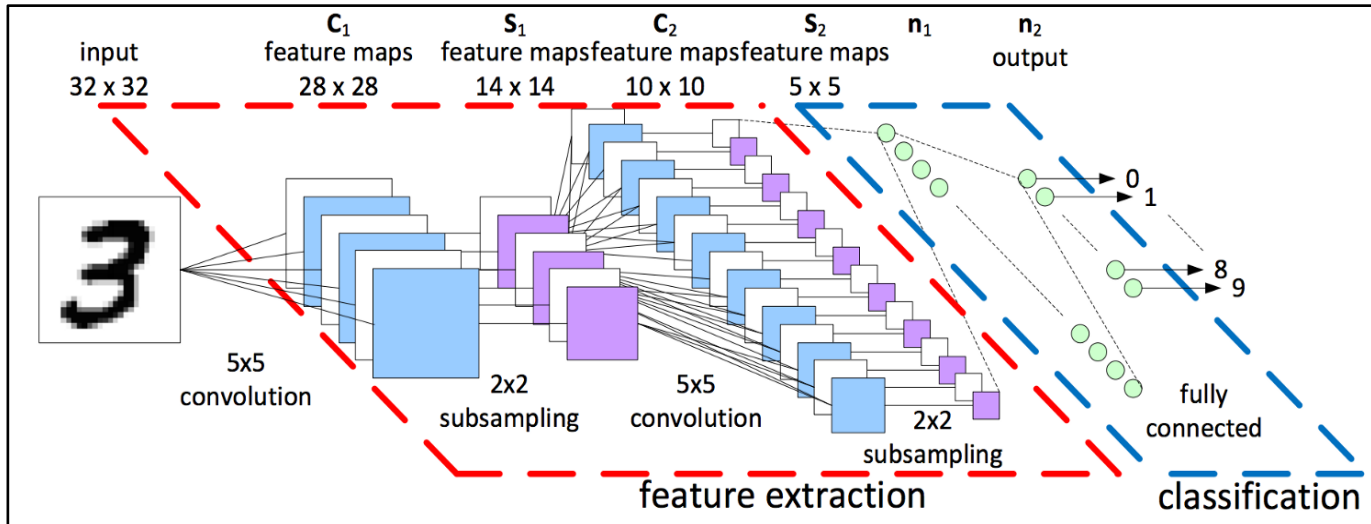 C₁ S₁ C₂ S₂ n₁ n₂
input feature maps feature maps feature maps feature maps output
32 x 32 28 x 28 14 x 14 10 x 10 5 x 5
0
1
8
9
5x5
convolution
2x2
subsampling
5x5
convolution
2x2
subsampling
fully
connected
feature extraction
classification